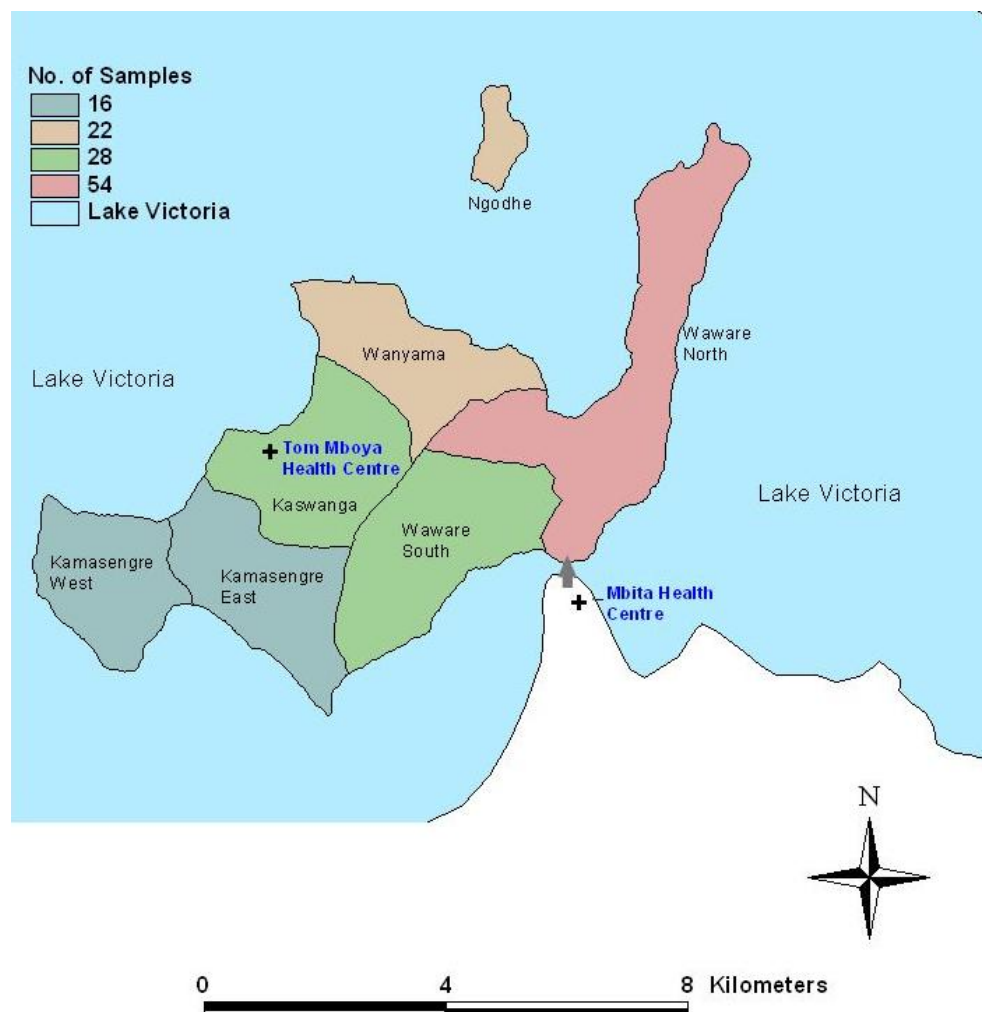 No. of Samples
16
22
28
54
Lake Victoria
Ngodhe
Waware
North
Wanyama
Lake Victoria
Tom Mboya
Health Centre
Kaswanga
Lake Victoria
Waware
South
Kamasengre
West
Kamasengre
East
Mbita Health
Centre
N
0 4 8 Kilometers